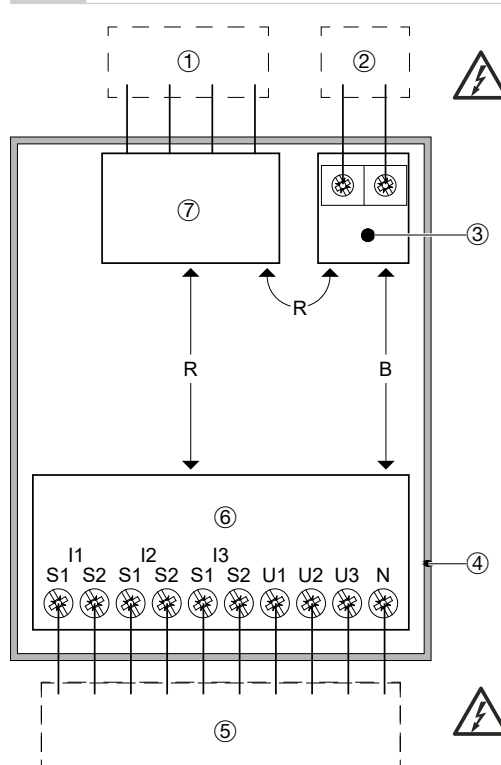 ① ②
⑦
③
R
R B
⑥
I1 I2 I3
S1 S2 S1 S2 S1 S2 U1 U2 U3 N
④
⑤